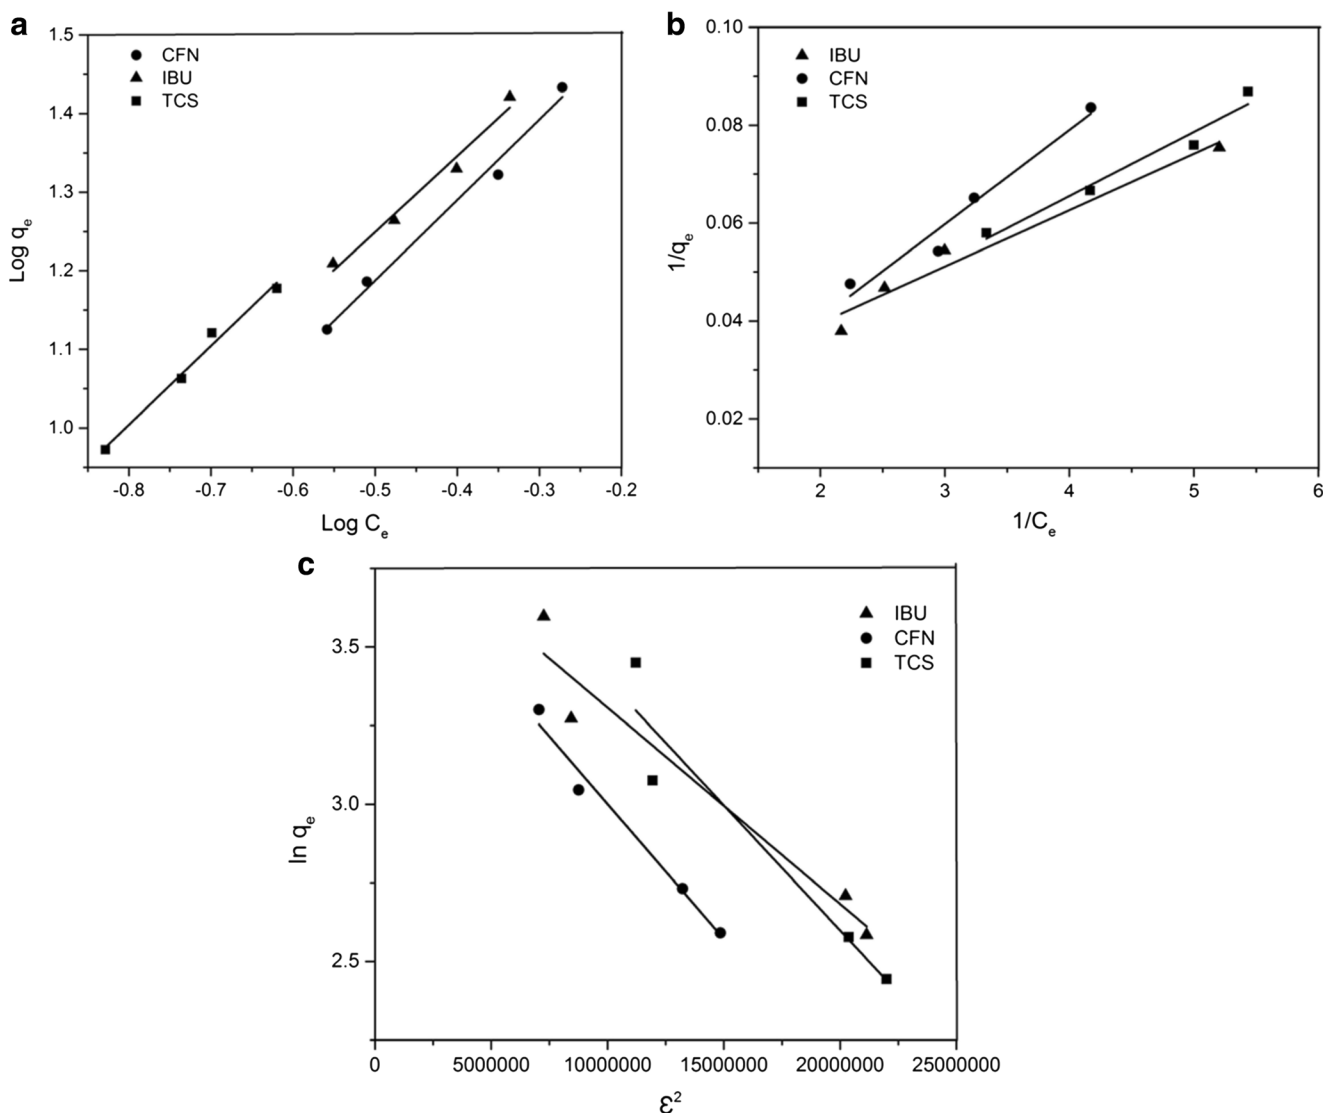 a
1.5
1.4
1.3
1.2
1.1
1.0
Log qe
CFN
IBU
TCS
-0.8 -0.7 -0.6 -0.5 -0.4 -0.3 -0.2
Log Ce
b
0.10
0.08
0.06
0.04
0.02
1/qe
IBU
CFN
TCS
2 3 4 5 6
1/Ce
c
3.5
3.0
2.5
ln qe
IBU
CFN
TCS
0 5000000 10000000 15000000 20000000 25000000
ε²